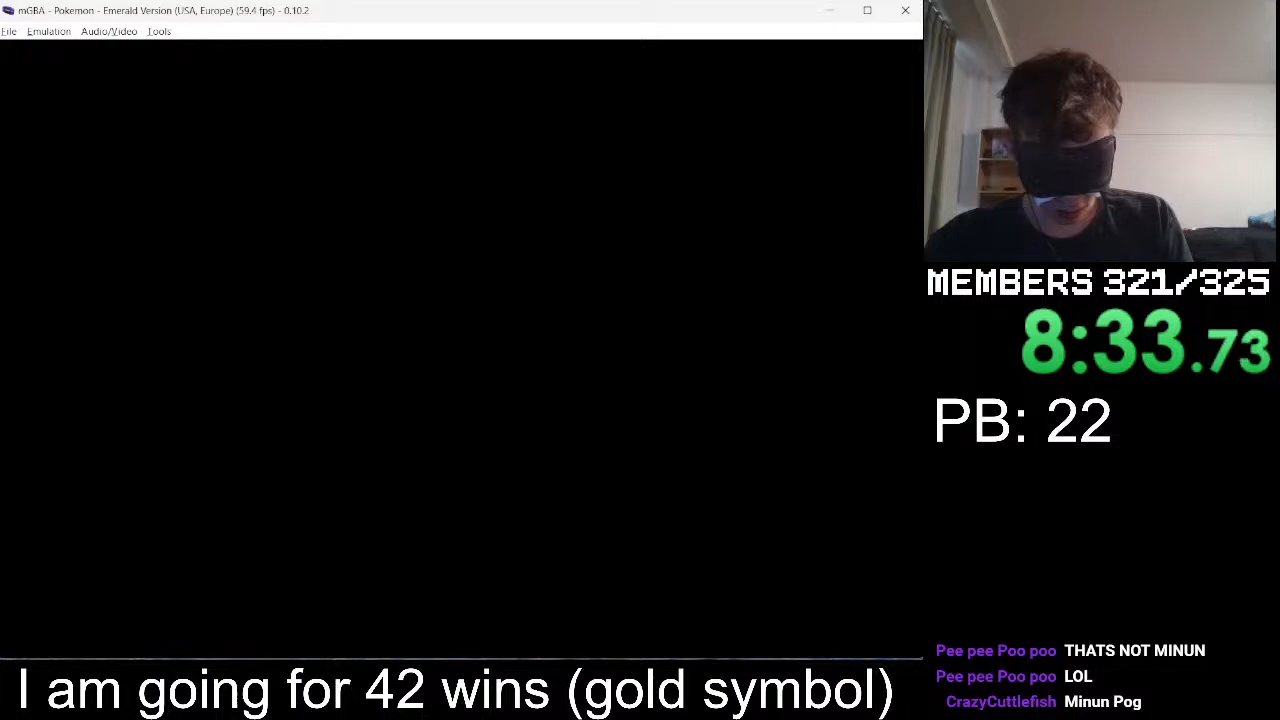 mGBA - Pokemon - Emerald Version (USA, Europe) (59.4 fps) - 0.10.2
File Emulation Audio/Video Tools
MEMBERS 321/325
8:33.73
PB: 22
Pee pee Poo poo THATS NOT MINUN
Pee pee Poo poo LOL
CrazyCuttlefish Minun Pog
I am going for 42 wins (gold symbol)